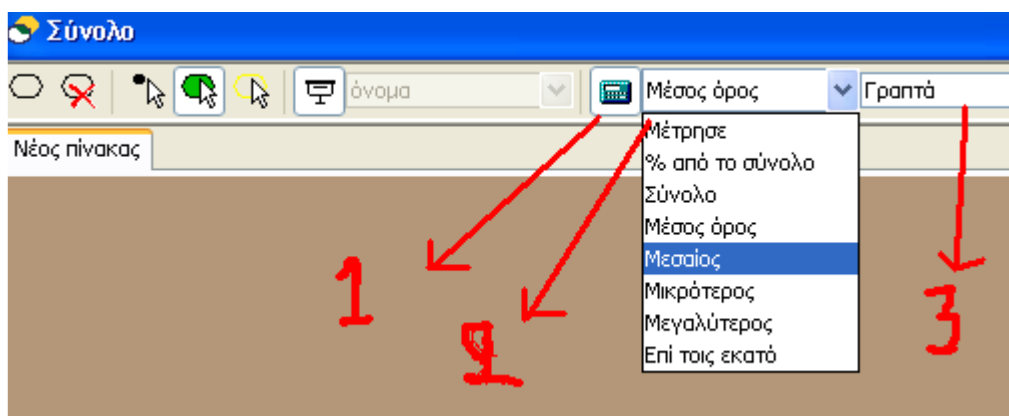 Σύνολο
όνομα
Μέσος όρος
Γραπτά
Νέος πίνακας
Μέτρησε
% από το σύνολο
Σύνολο
Μέσος όρος
Μεσαίος
Μικρότερος
Μεγαλύτερος
Επί τοις εκατό
1
2
3